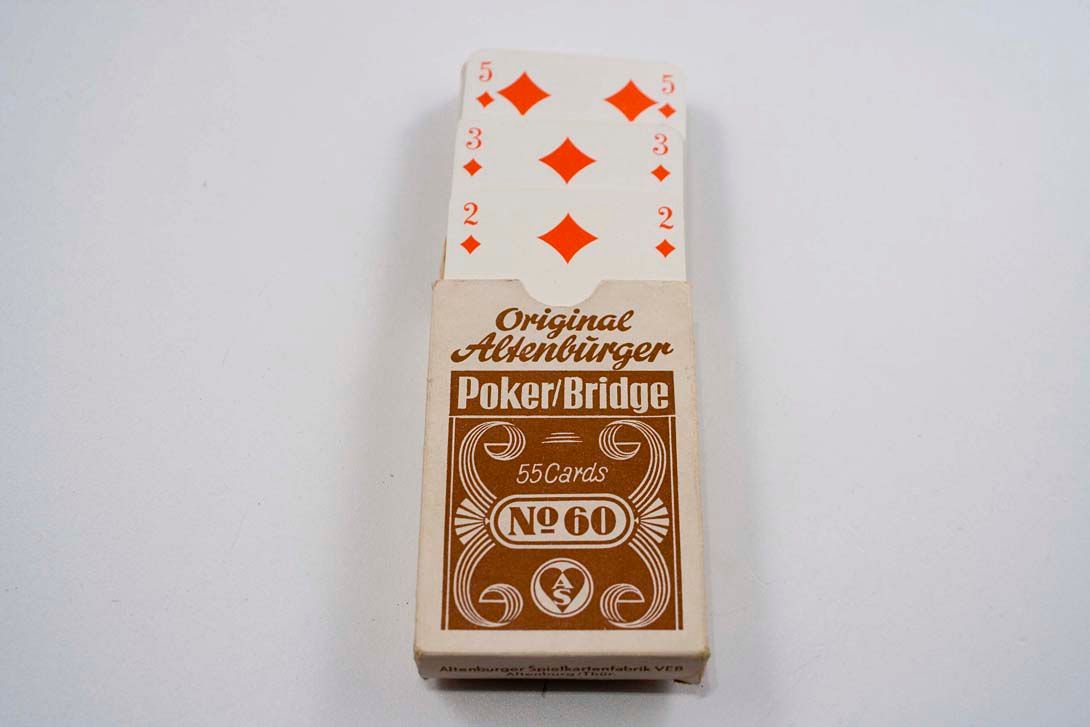 5 5
3 3
2 2
Original
Altenburger
Poker/Bridge
55 Cards
No 60
AS
Altenburger Spielkartenfabrik VEB
Altenburg/Thür.